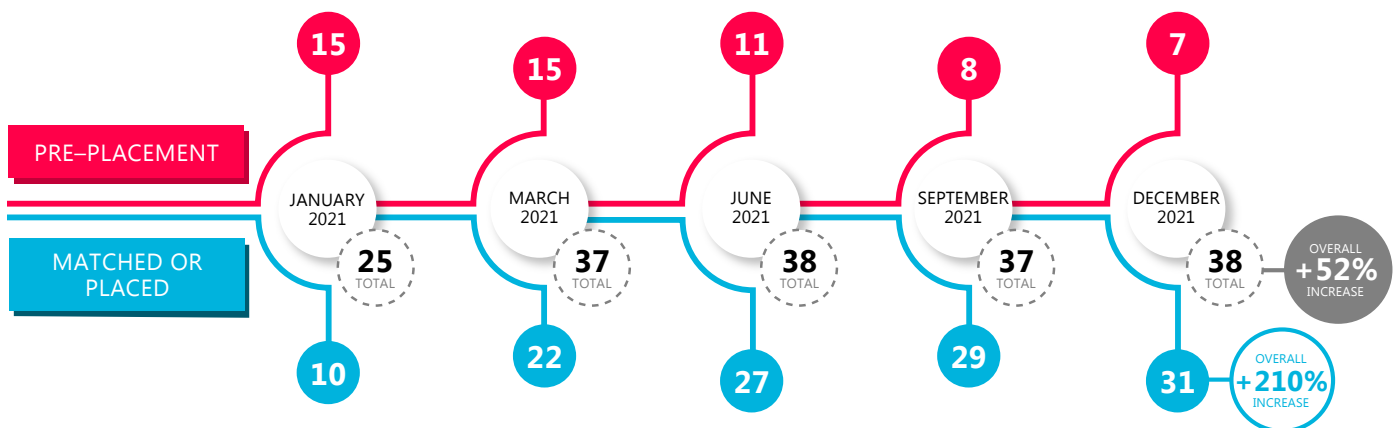 15
15
11
8
7
PRE–PLACEMENT
JANUARY
2021
MARCH
2021
JUNE
2021
SEPTEMBER
2021
DECEMBER
2021
MATCHED OR
PLACED
25
TOTAL
37
TOTAL
38
TOTAL
37
TOTAL
38
TOTAL
OVERALL
+52%
INCREASE
10
22
27
29
31
OVERALL
+210%
INCREASE